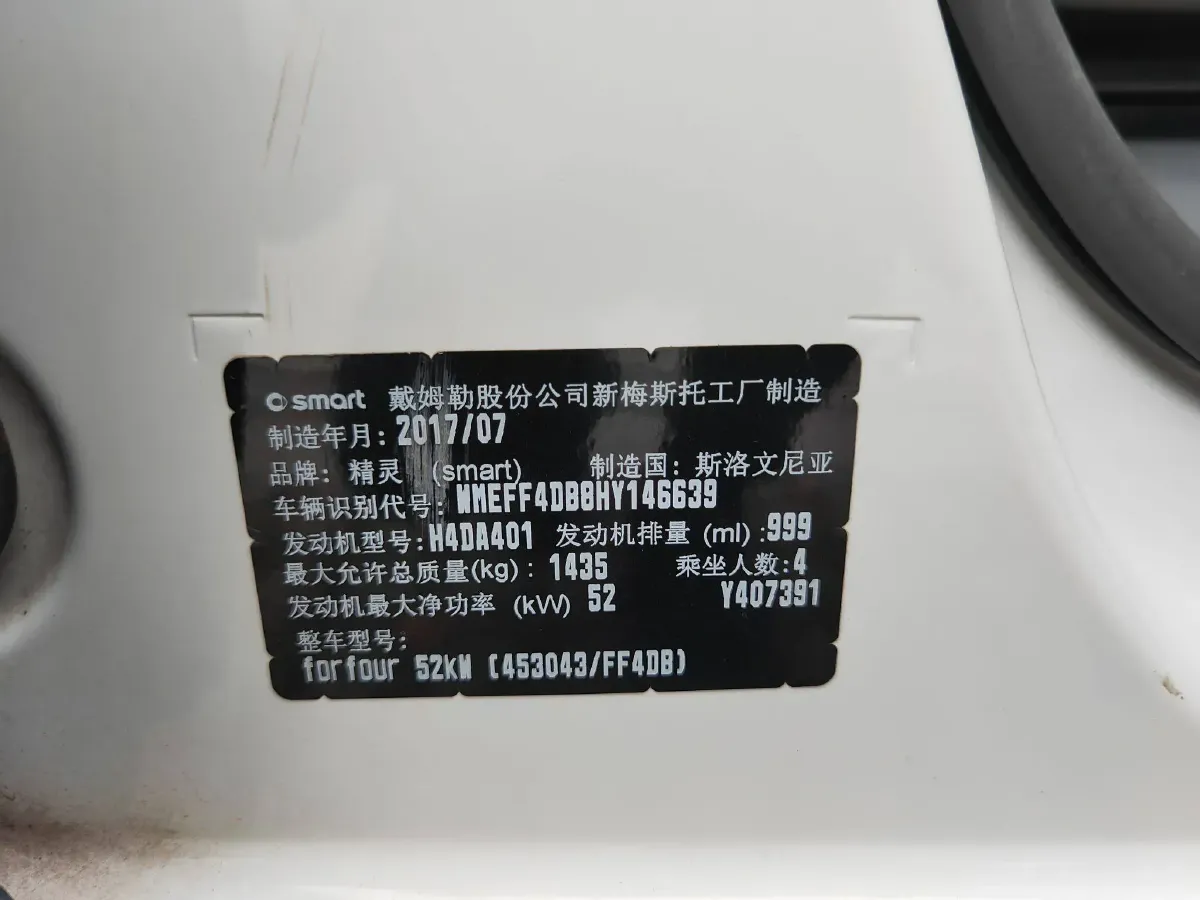 smart 戴姆勒股份公司新梅斯托工厂制造
制造年月: 2017/07
品牌: 精灵 (smart) 制造国: 斯洛文尼亚
车辆识别代号: WMEFF4DB8HY146639
发动机型号: H4DA401 发动机排量 (ml) :999
最大允许总质量(kg) : 1435 乘坐人数:4
发动机最大净功率 (kW) 52 Y407391
整车型号:
forfour 52kW (453043/FF4DB)